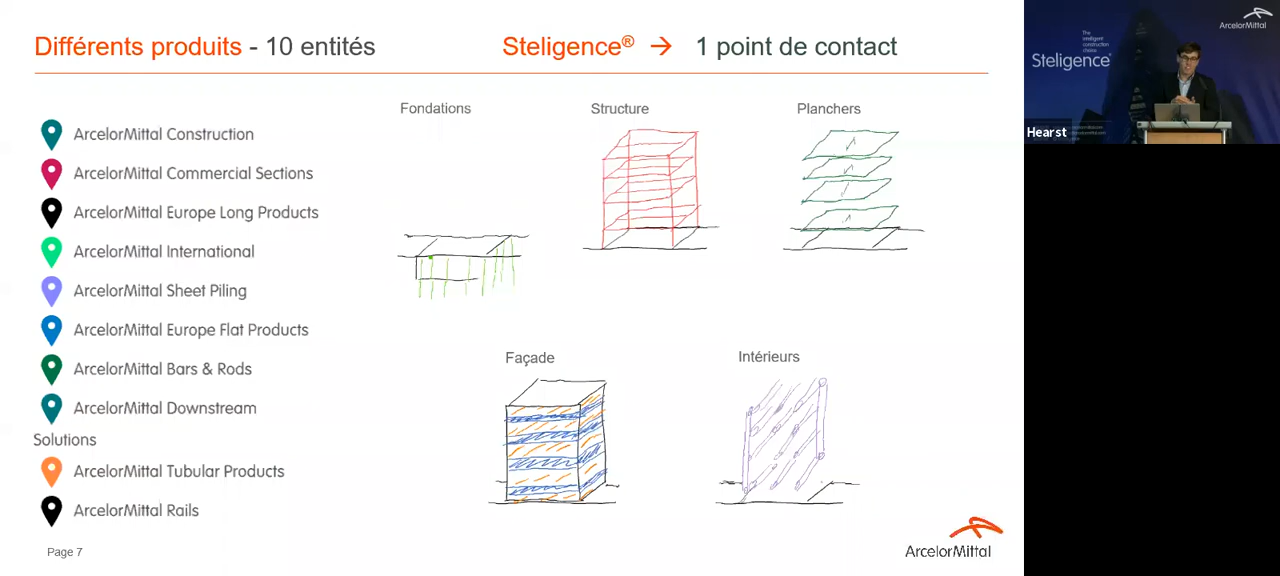 Différents produits - 10 entités
Steligence® → 1 point de contact
ArcelorMittal Construction
ArcelorMittal Commercial Sections
ArcelorMittal Europe Long Products
ArcelorMittal International
ArcelorMittal Sheet Piling
ArcelorMittal Europe Flat Products
ArcelorMittal Bars & Rods
ArcelorMittal Downstream
Solutions
ArcelorMittal Tubular Products
ArcelorMittal Rails
Page 7
Fondations
Structure
Planchers
Façade
Intérieurs
ArcelorMittal
ArcelorMittal
The
intelligent
construction
choice
Steligence®
Hearst